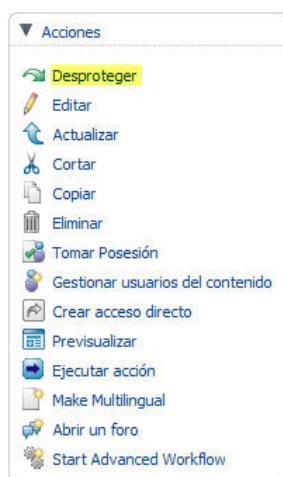 Acciones
Desproteger
Editar
Actualizar
Cortar
Copiar
Eliminar
Tomar Posesión
Gestionar usuarios del contenido
Crear acceso directo
Previsualizar
Ejecutar acción
Make Multilingual
Abrir un foro
Start Advanced Workflow